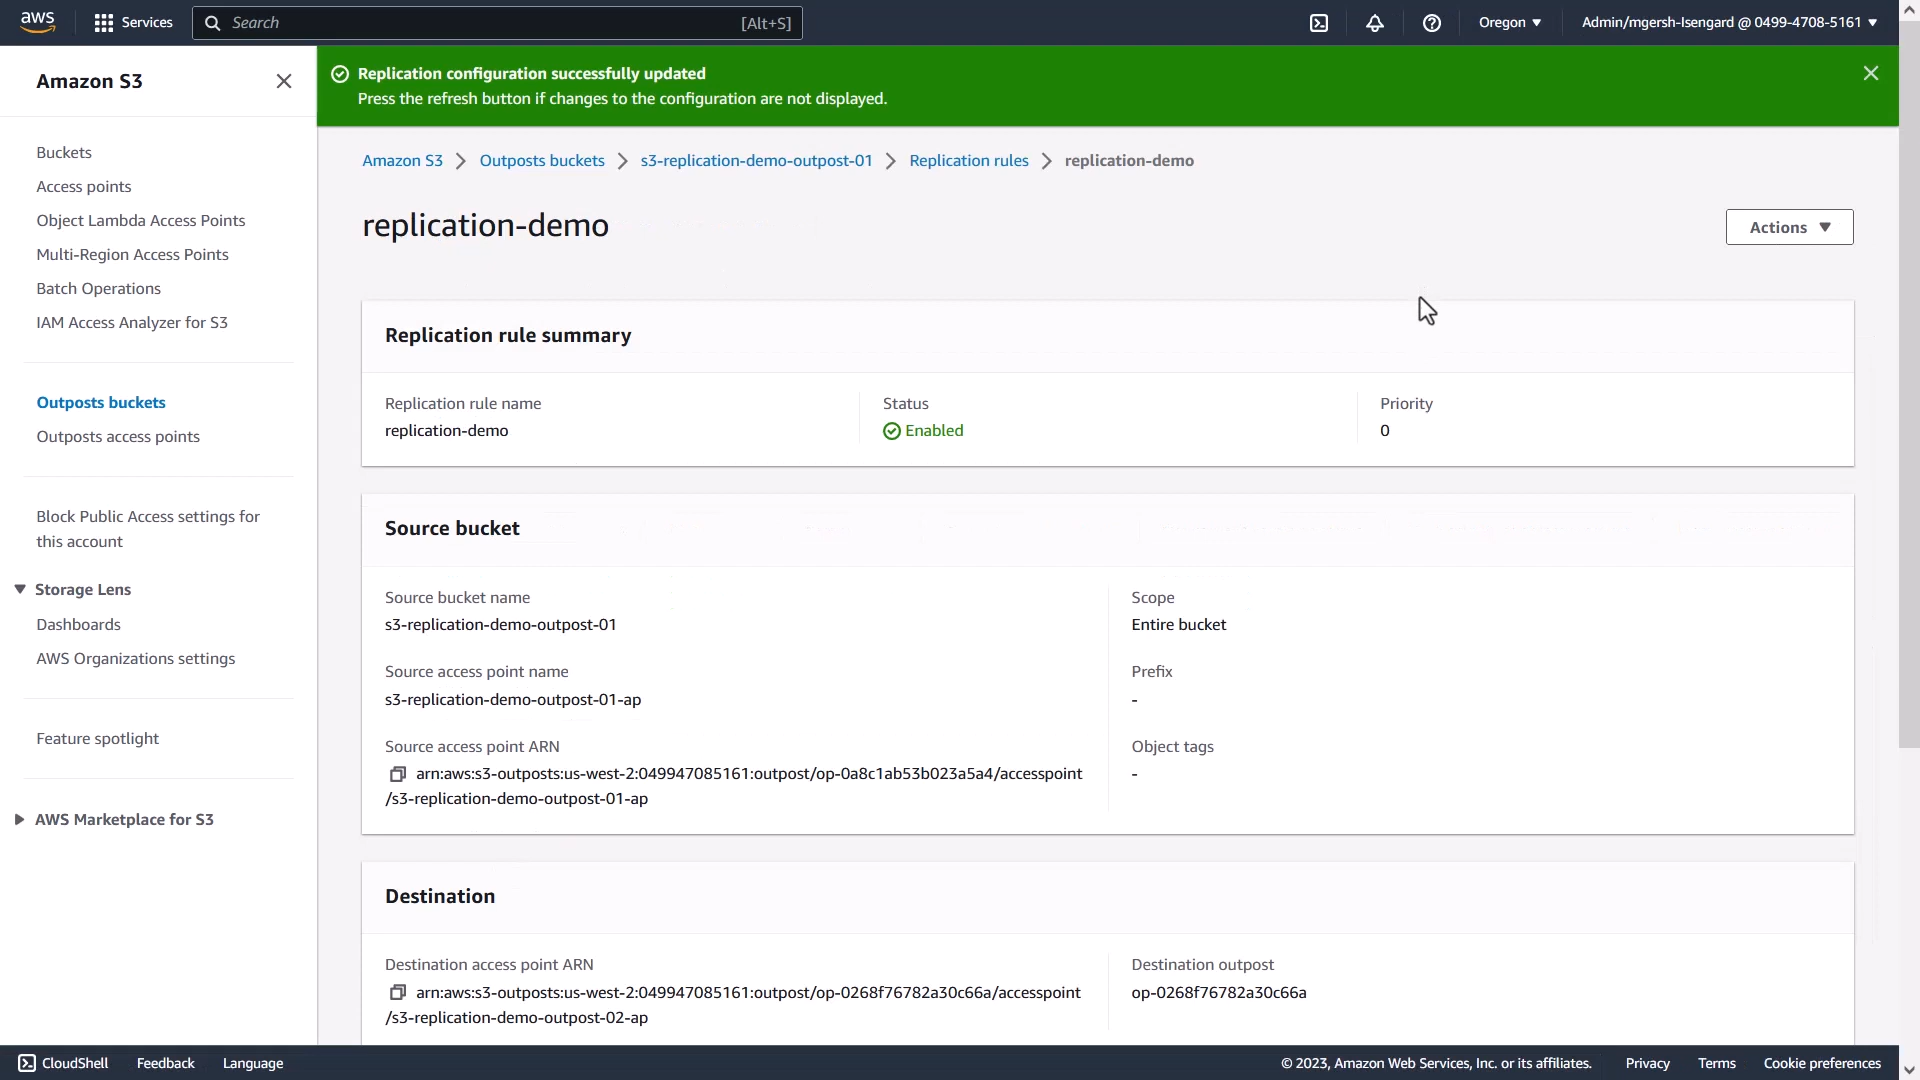 aws
Services
Search
[Alt+S]
Oregon
Admin/mgersh-Isengard @ 0499-4708-5161
Amazon S3
Buckets
Access points
Object Lambda Access Points
Multi-Region Access Points
Batch Operations
IAM Access Analyzer for S3
Outposts buckets
Outposts access points
Block Public Access settings for
this account
Storage Lens
Dashboards
AWS Organizations settings
Feature spotlight
AWS Marketplace for S3
Replication configuration successfully updated
Press the refresh button if changes to the configuration are not displayed.
Amazon S3 > Outposts buckets > s3-replication-demo-outpost-01 > Replication rules > replication-demo
replication-demo
Actions
Replication rule summary
Replication rule name
replication-demo
Status
Enabled
Priority
0
Source bucket
Source bucket name
s3-replication-demo-outpost-01
Source access point name
s3-replication-demo-outpost-01-ap
Source access point ARN
arn:aws:s3-outposts:us-west-2:049947085161:outpost/op-0a8c1ab53b023a5a4/accesspoint
/s3-replication-demo-outpost-01-ap
Scope
Entire bucket
Prefix
-
Object tags
-
Destination
Destination access point ARN
arn:aws:s3-outposts:us-west-2:049947085161:outpost/op-0268f76782a30c66a/accesspoint
/s3-replication-demo-outpost-02-ap
Destination outpost
op-0268f76782a30c66a
CloudShell
Feedback
Language
© 2023, Amazon Web Services, Inc. or its affiliates.
Privacy
Terms
Cookie preferences